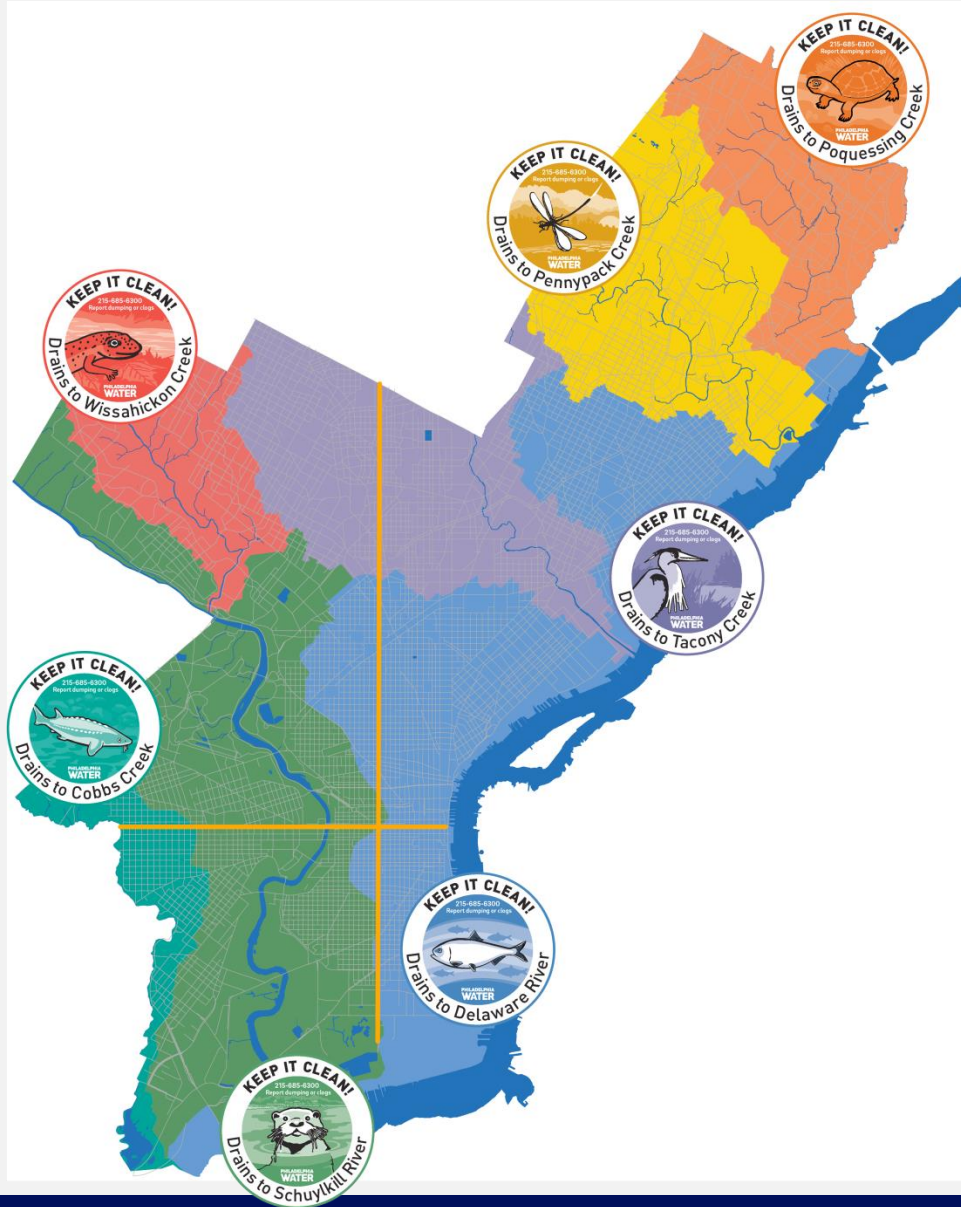 KEEP IT CLEAN!
215-685-6300
Report dumping or clogs
PHILADELPHIA
WATER
Drains to Poquessing Creek
KEEP IT CLEAN!
215-685-6300
Report dumping or clogs
PHILADELPHIA
WATER
Drains to Pennypack Creek
KEEP IT CLEAN!
215-685-6300
Report dumping or clogs
PHILADELPHIA
WATER
Drains to Wissahickon Creek
KEEP IT CLEAN!
215-685-6300
Report dumping or clogs
PHILADELPHIA
WATER
Drains to Tacony Creek
KEEP IT CLEAN!
215-685-6300
Report dumping or clogs
PHILADELPHIA
WATER
Drains to Cobbs Creek
KEEP IT CLEAN!
215-685-6300
Report dumping or clogs
PHILADELPHIA
WATER
Drains to Delaware River
KEEP IT CLEAN!
215-685-6300
Report dumping or clogs
PHILADELPHIA
WATER
Drains to Schuylkill River